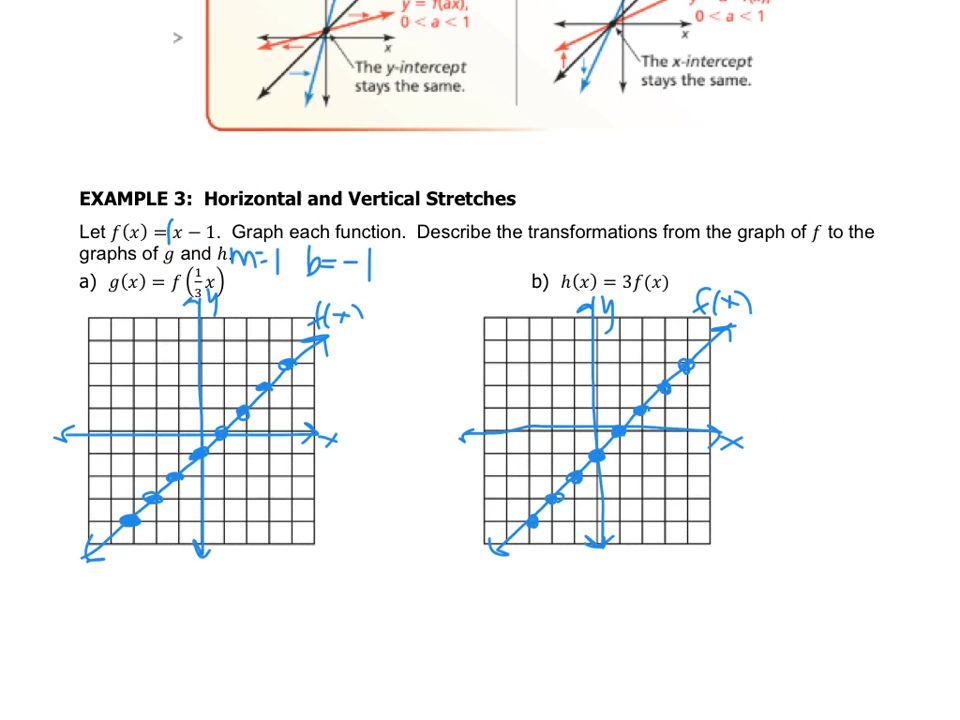 y = f(ax),
0 < a < 1
x
The y-intercept
stays the same.
0 < a < 1
x
The x-intercept
stays the same.
>
EXAMPLE 3: Horizontal and Vertical Stretches
Let f(x) = x − 1. Graph each function. Describe the transformations from the graph of f to the
graphs of g and h.
m=1 b=-1
a) g(x) = f(1/3 x)
b) h(x) = 3f(x)
y
f(x)
x
y
f(x)
x